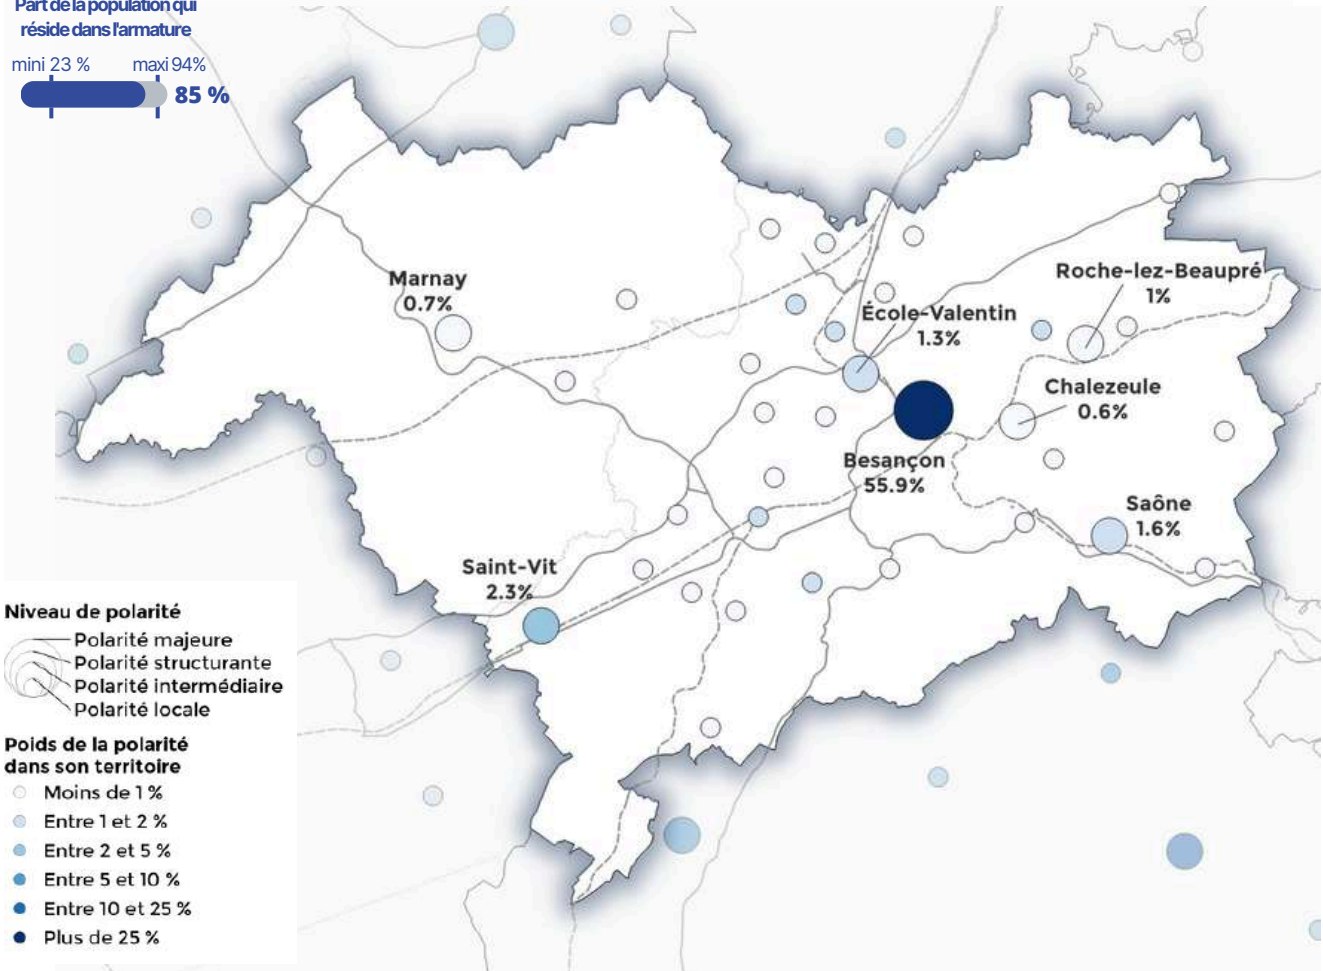 Part de la population qui
réside dans l'armature
mini 23 % maxi 94%
85 %
Marnay
0.7%
Roche-lez-Beaupré
1%
École-Valentin
1.3%
Chalezeule
0.6%
Besançon
55.9%
Saône
1.6%
Saint-Vit
2.3%
Niveau de polarité
Polarité majeure
Polarité structurante
Polarité intermédiaire
Polarité locale
Poids de la polarité
dans son territoire
Moins de 1 %
Entre 1 et 2 %
Entre 2 et 5 %
Entre 5 et 10 %
Entre 10 et 25 %
Plus de 25 %